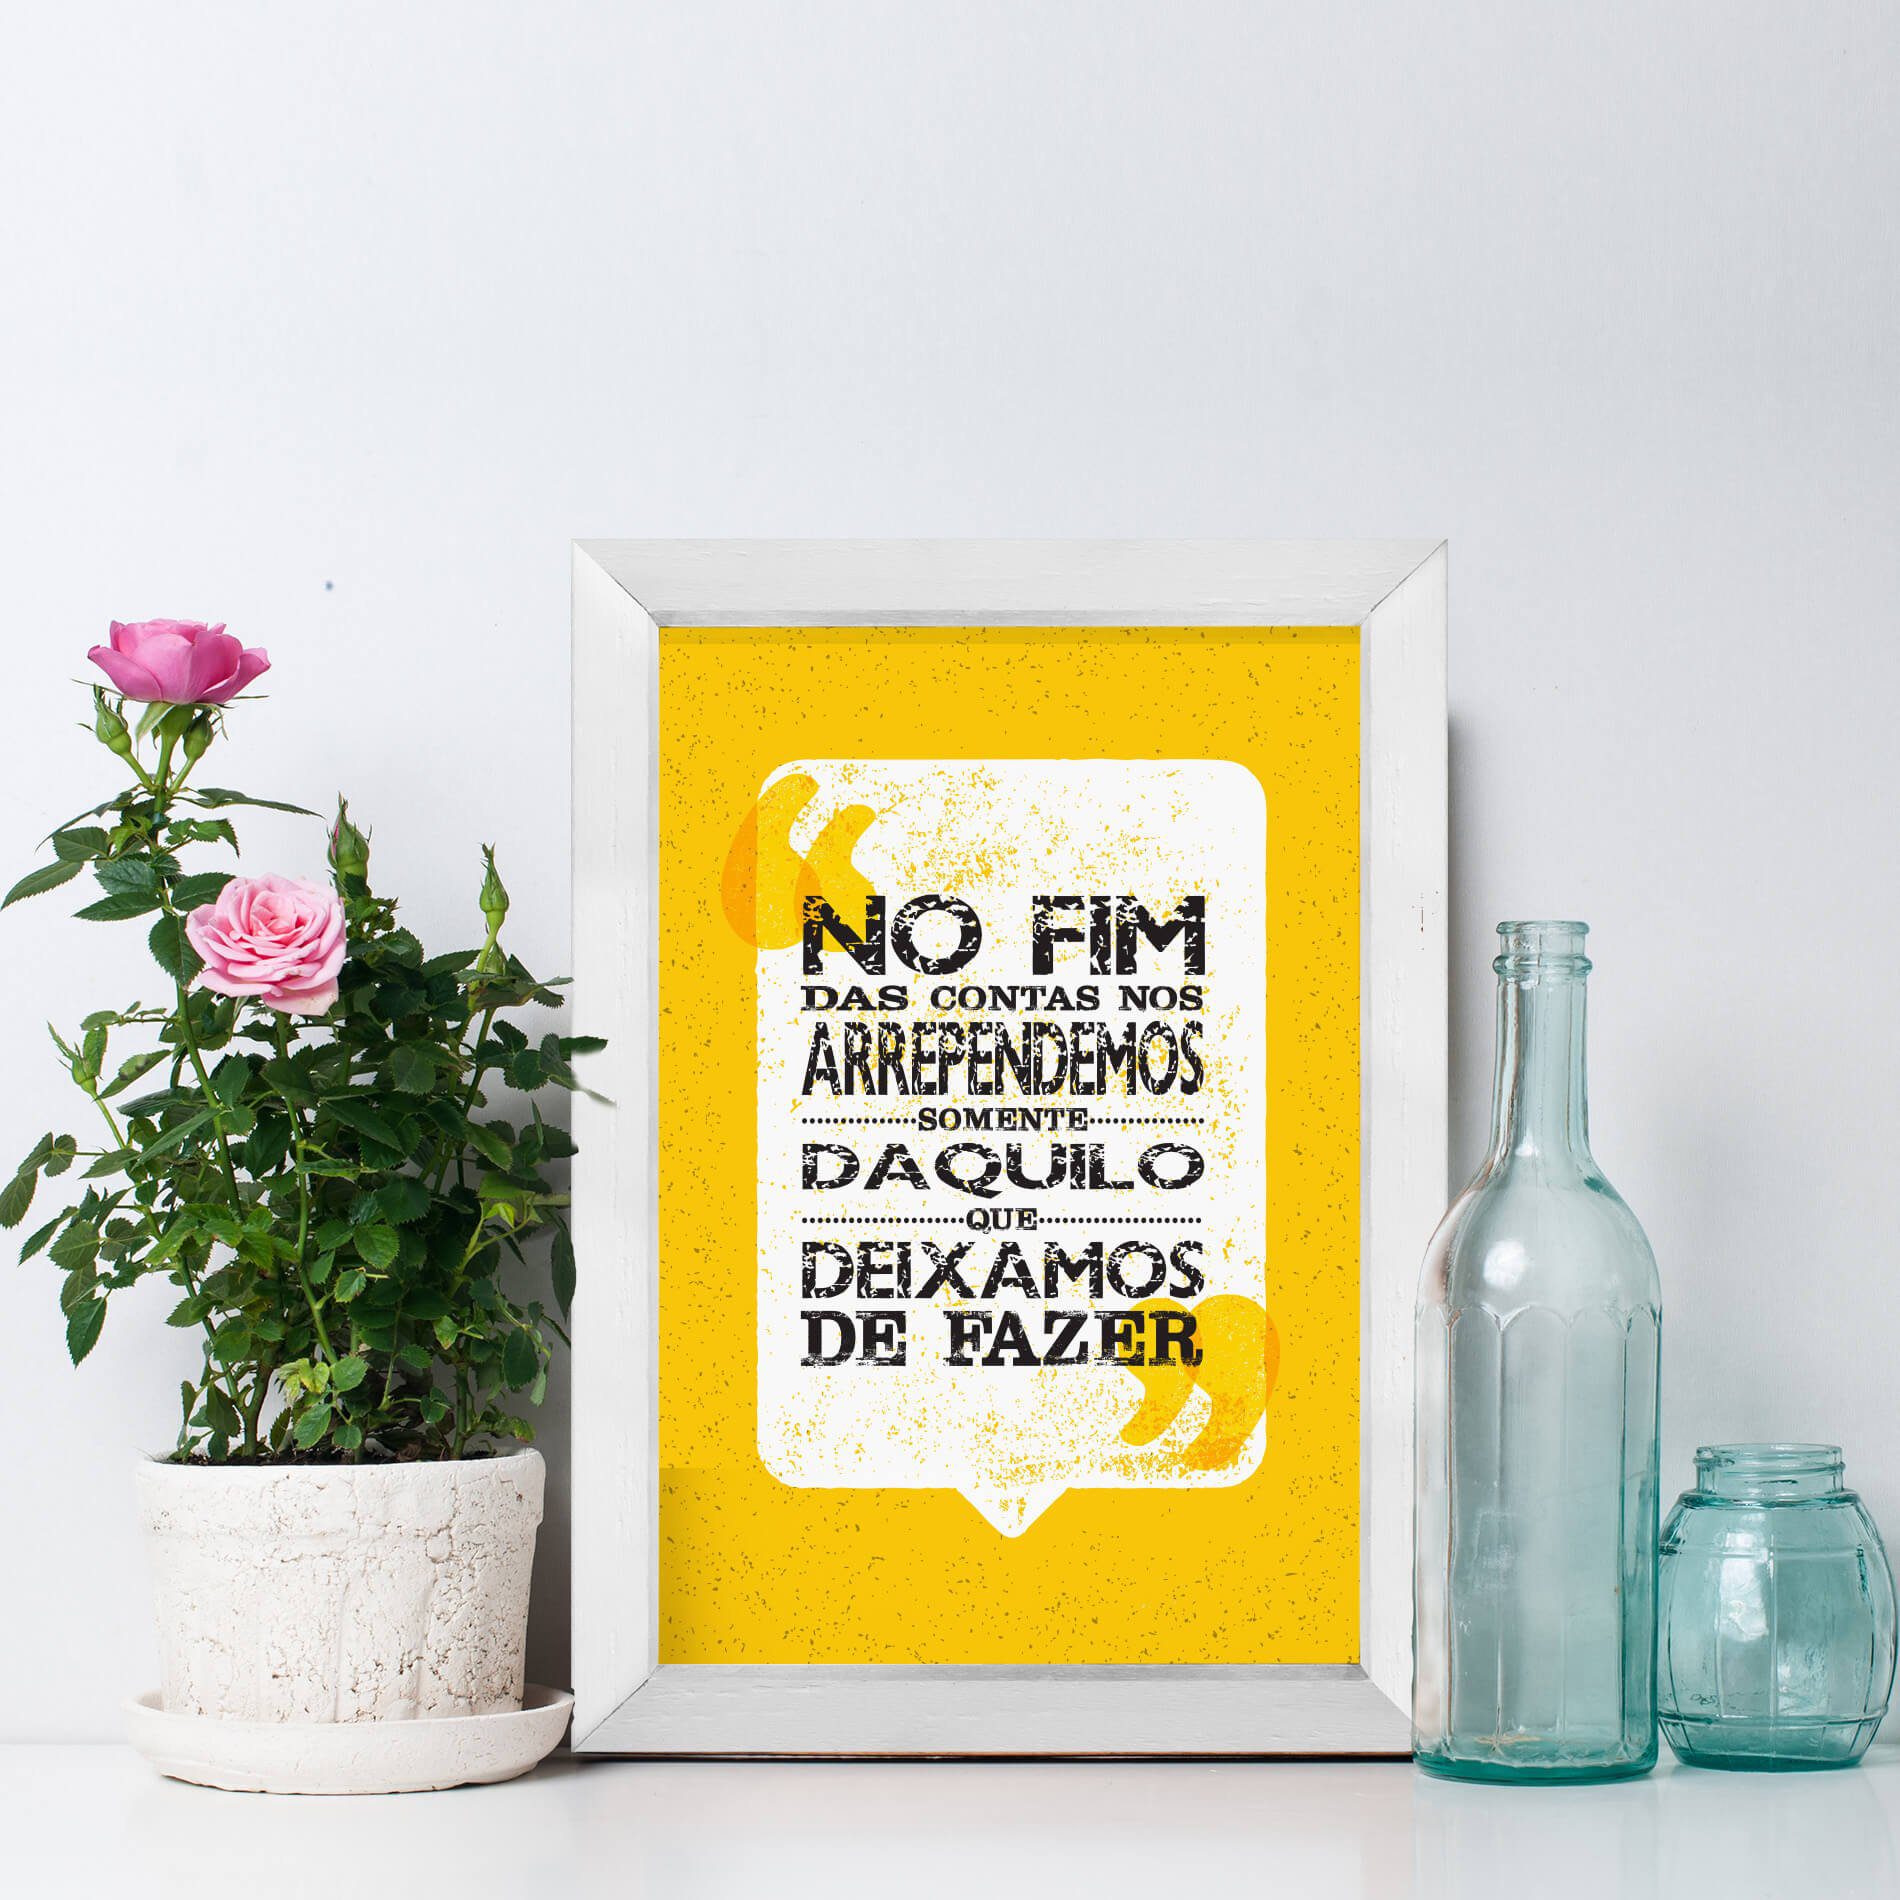 NO FIM
DAS CONTAS NOS
ARREPENDEMOS
SOMENTE
DAQUILO
QUE
DEIXAMOS
DE FAZER